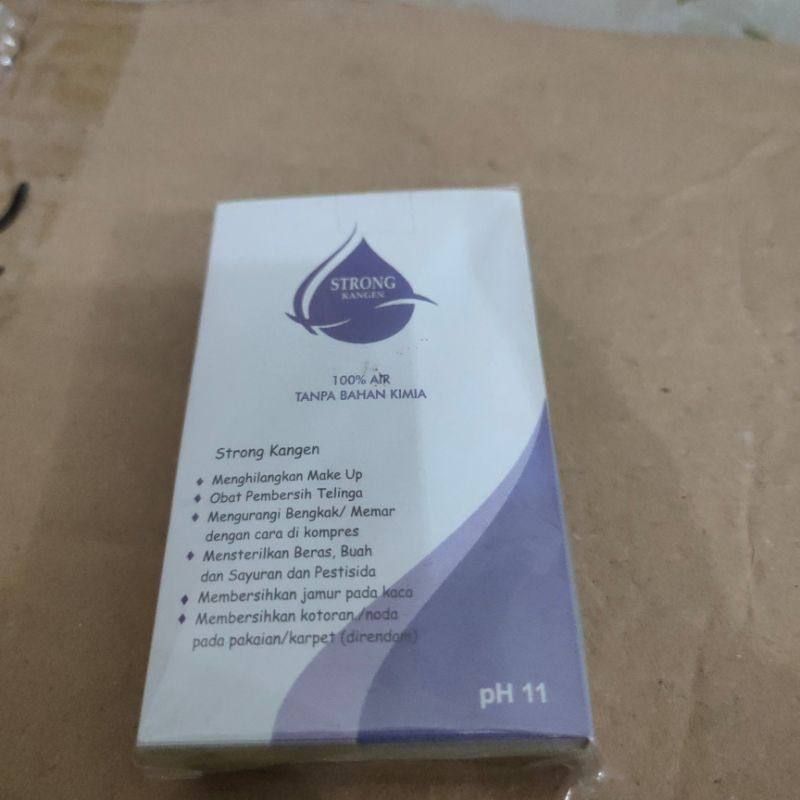 STRONG
KANGEN
100% AIR
TANPA BAHAN KIMIA
Strong Kangen
♦ Menghilangkan Make Up
♦ Obat Pembersih Telinga
♦ Mengurangi Bengkak/ Memar
dengan cara di kompres
♦ Mensterilkan Beras, Buah
dan Sayuran dan Pestisida
♦ Membersihkan jamur pada kaca
♦ Membersihkan kotoran /noda
pada pakaian/karpet (direndam)
pH 11